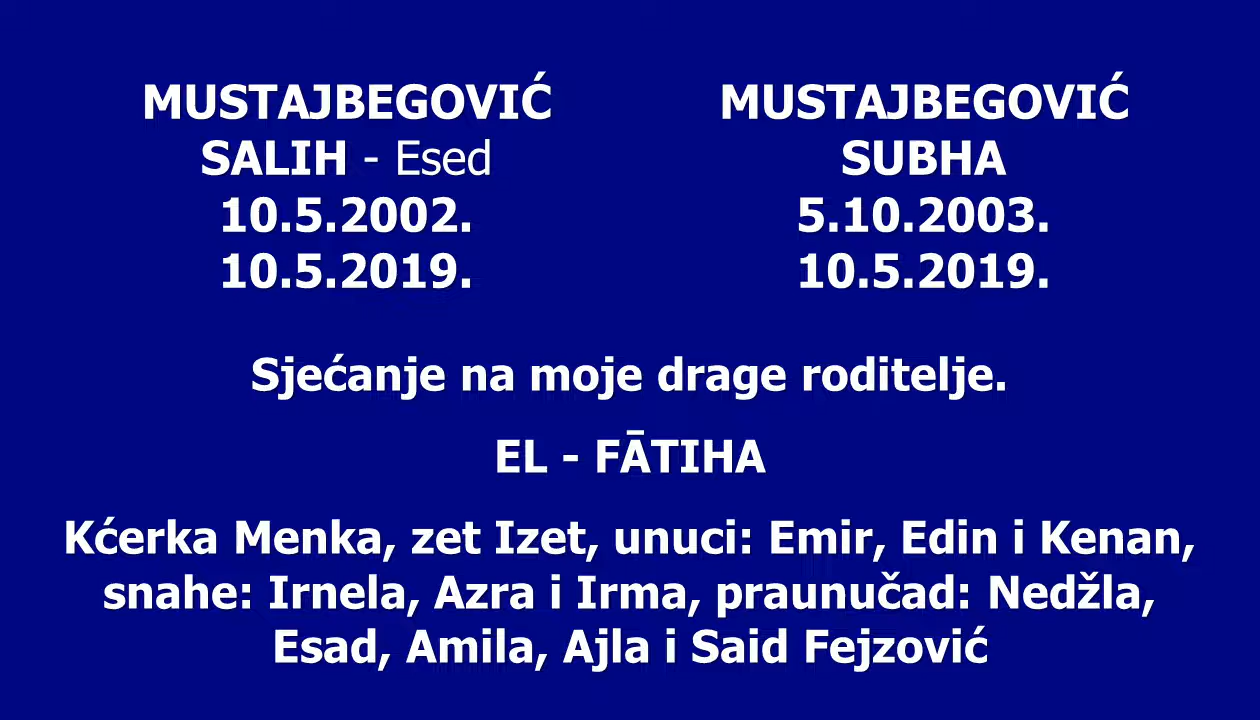 MUSTAJBEGOVIĆ
SALIH - Esed
10.5.2002.
10.5.2019.
MUSTAJBEGOVIĆ
SUBHA
5.10.2003.
10.5.2019.
Sjećanje na moje drage roditelje.
EL - FĀTIHA
Kćerka Menka, zet Izet, unuci: Emir, Edin i Kenan,
snahe: Irnela, Azra i Irma, praunučad: Nedžla,
Esad, Amila, Ajla i Said Fejzović